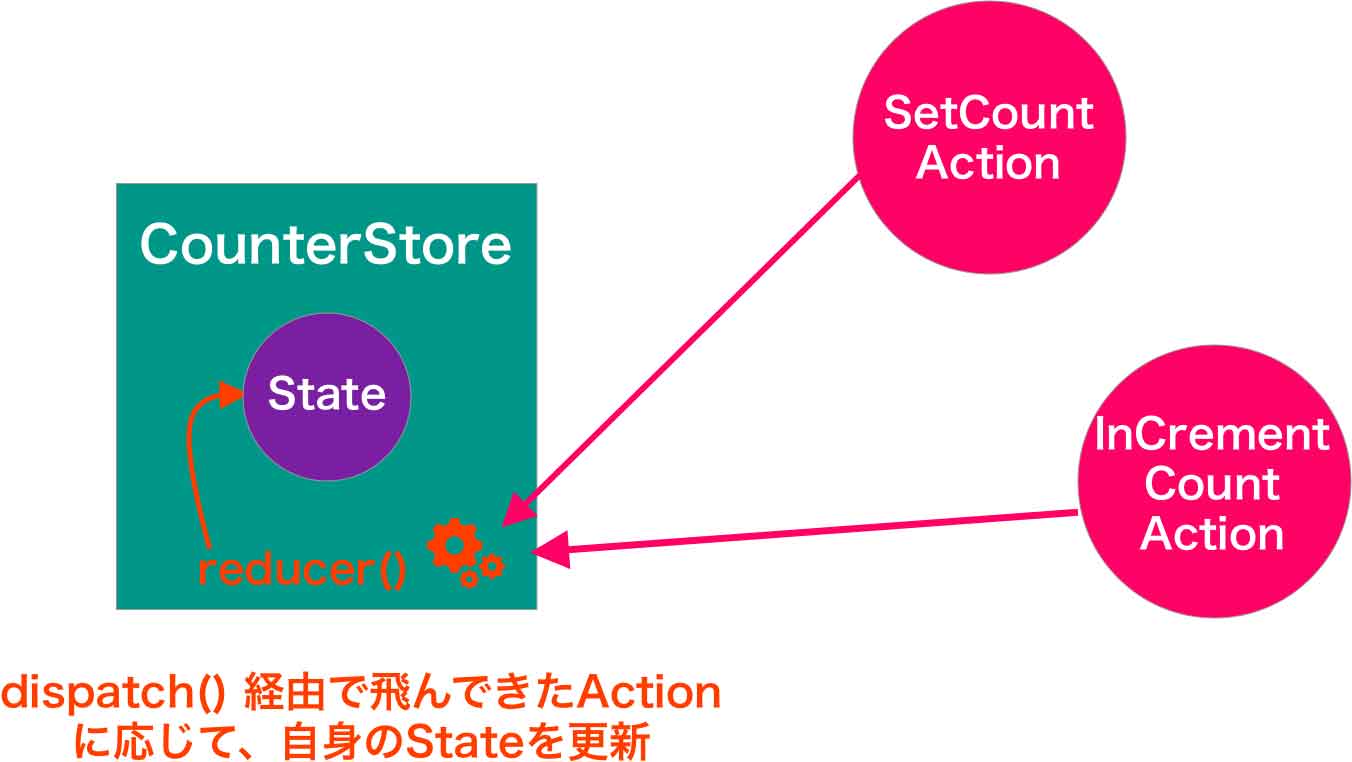 SetCount
Action
CounterStore
State
InCrement
Count
Action
reducer()
dispatch() 経由で飛んできたAction
に応じて、自身のStateを更新